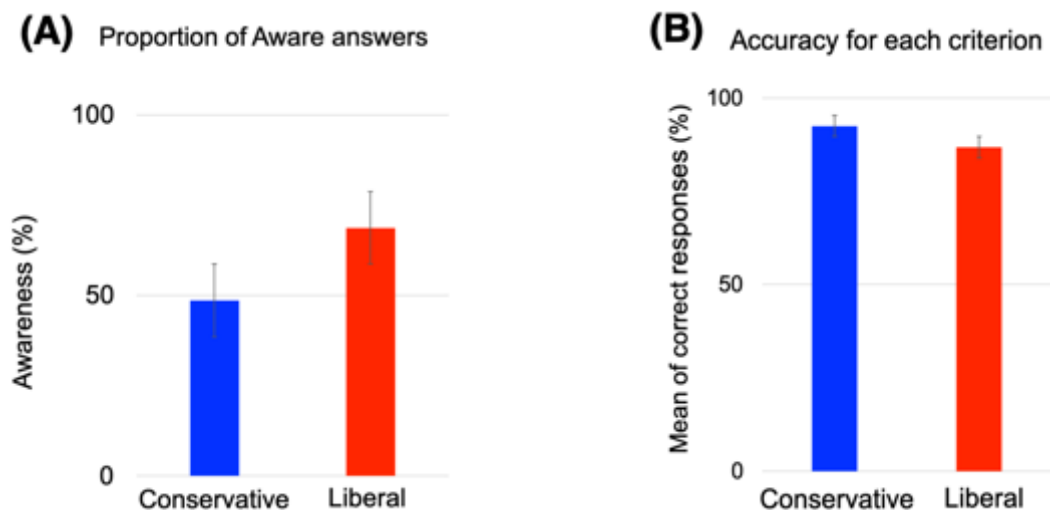 (A) Proportion of Aware answers
Awareness (%)
100
50
0
Conservative Liberal
(B) Accuracy for each criterion
Mean of correct responses (%)
100
50
0
Conservative Liberal